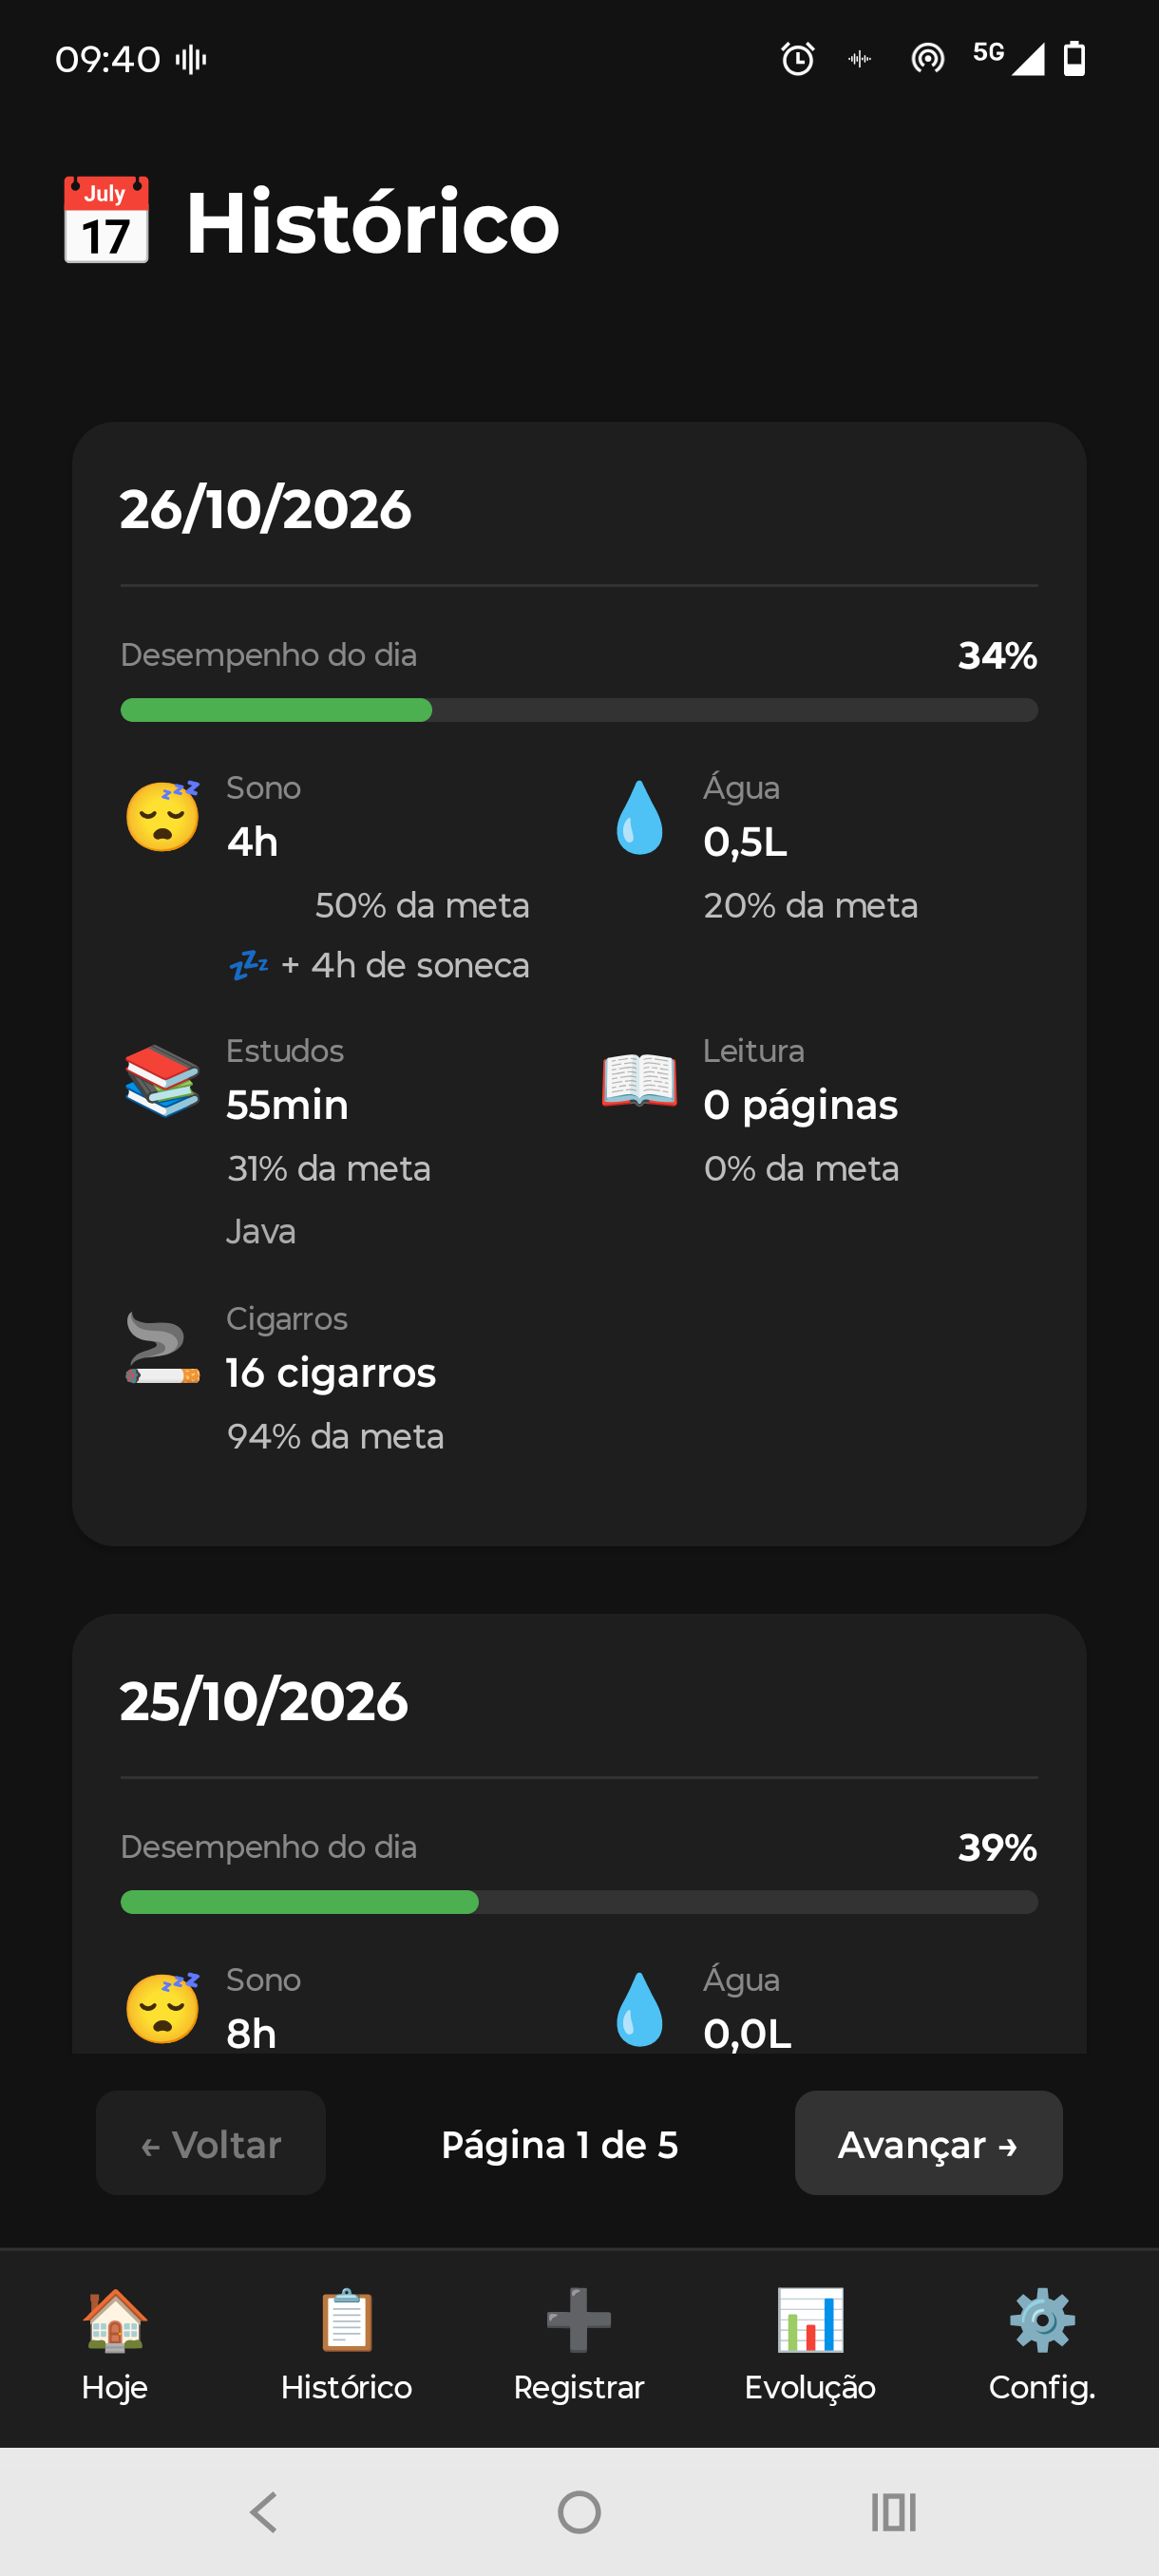 09:40
5G
July
17
Histórico
26/10/2026
Desempenho do dia 34%
Sono
4h
50% da meta
💤 + 4h de soneca
Água
0,5L
20% da meta
Estudos
55min
31% da meta
Java
Leitura
0 páginas
0% da meta
Cigarros
16 cigarros
94% da meta
25/10/2026
Desempenho do dia 39%
Sono
8h
Água
0,0L
← Voltar
Página 1 de 5
Avançar →
Hoje
Histórico
Registrar
Evolução
Config.